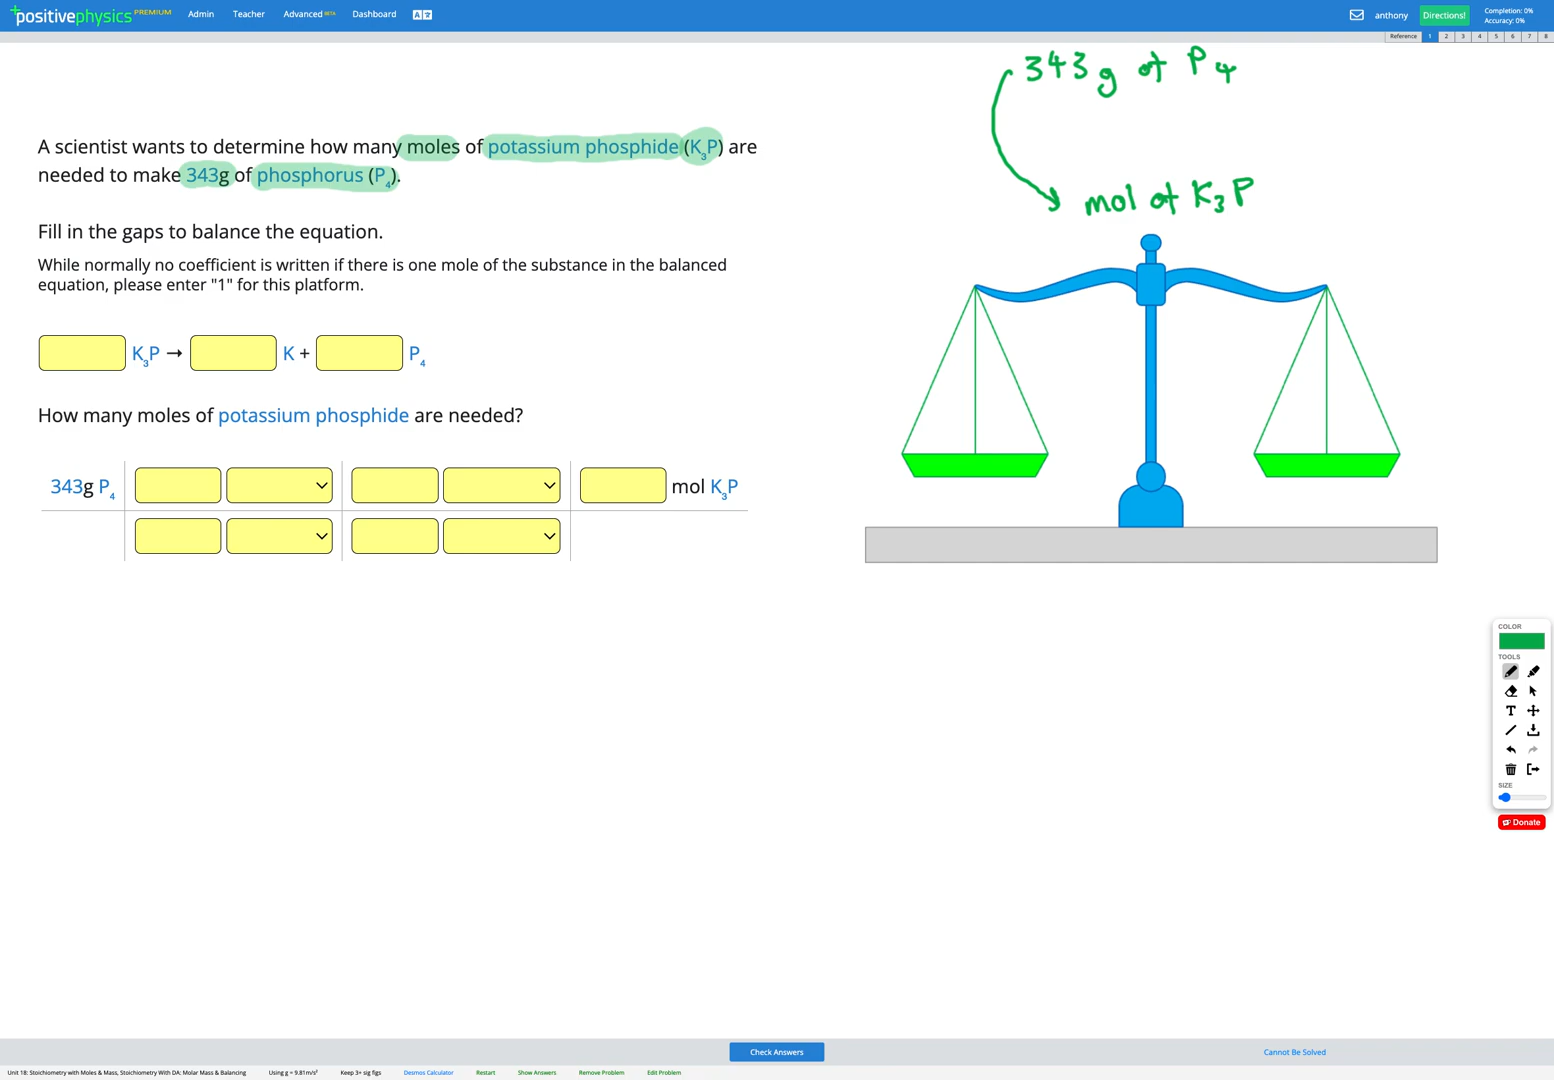 positivephysics PREMIUM Admin Teacher Advanced BETA Dashboard A anthony Directions! Completion: 0%
Accuracy: 0%
Reference 1 2 3 4 5 6 7 8
343g of P4
mol of K3P
A scientist wants to determine how many moles of potassium phosphide (K₃P) are
needed to make 343g of phosphorus (P₄).
Fill in the gaps to balance the equation.
While normally no coefficient is written if there is one mole of the substance in the balanced
equation, please enter "1" for this platform.
K₃P → K + P₄
How many moles of potassium phosphide are needed?
343g P₄ mol K₃P
COLOR
TOOLS
T
SIZE
Donate
Check Answers Cannot Be Solved
Unit 18: Stoichiometry with Moles & Mass, Stoichiometry With DA: Molar Mass & Balancing Using g = 9.81m/s² Keep 3+ sig figs Desmos Calculator Restart Show Answers Remove Problem Edit Problem